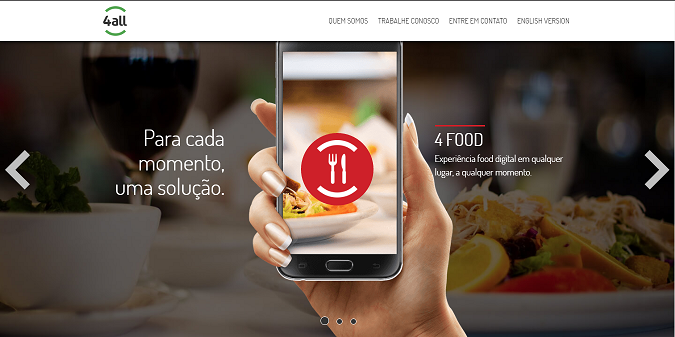 4all
QUEM SOMOS TRABALHE CONOSCO ENTRE EM CONTATO ENGLISH VERSION
Para cada
momento,
uma solução.
4 FOOD
Experiência food digital em qualquer
lugar, a qualquer momento.